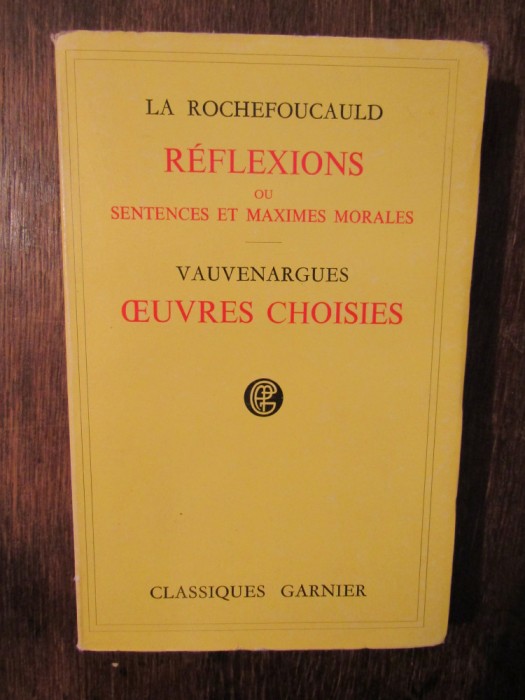 LA ROCHEFOUCAULD
RÉFLEXIONS
OU
SENTENCES ET MAXIMES MORALES
VAUVENARGUES
ŒUVRES CHOISIES
CLASSIQUES GARNIER